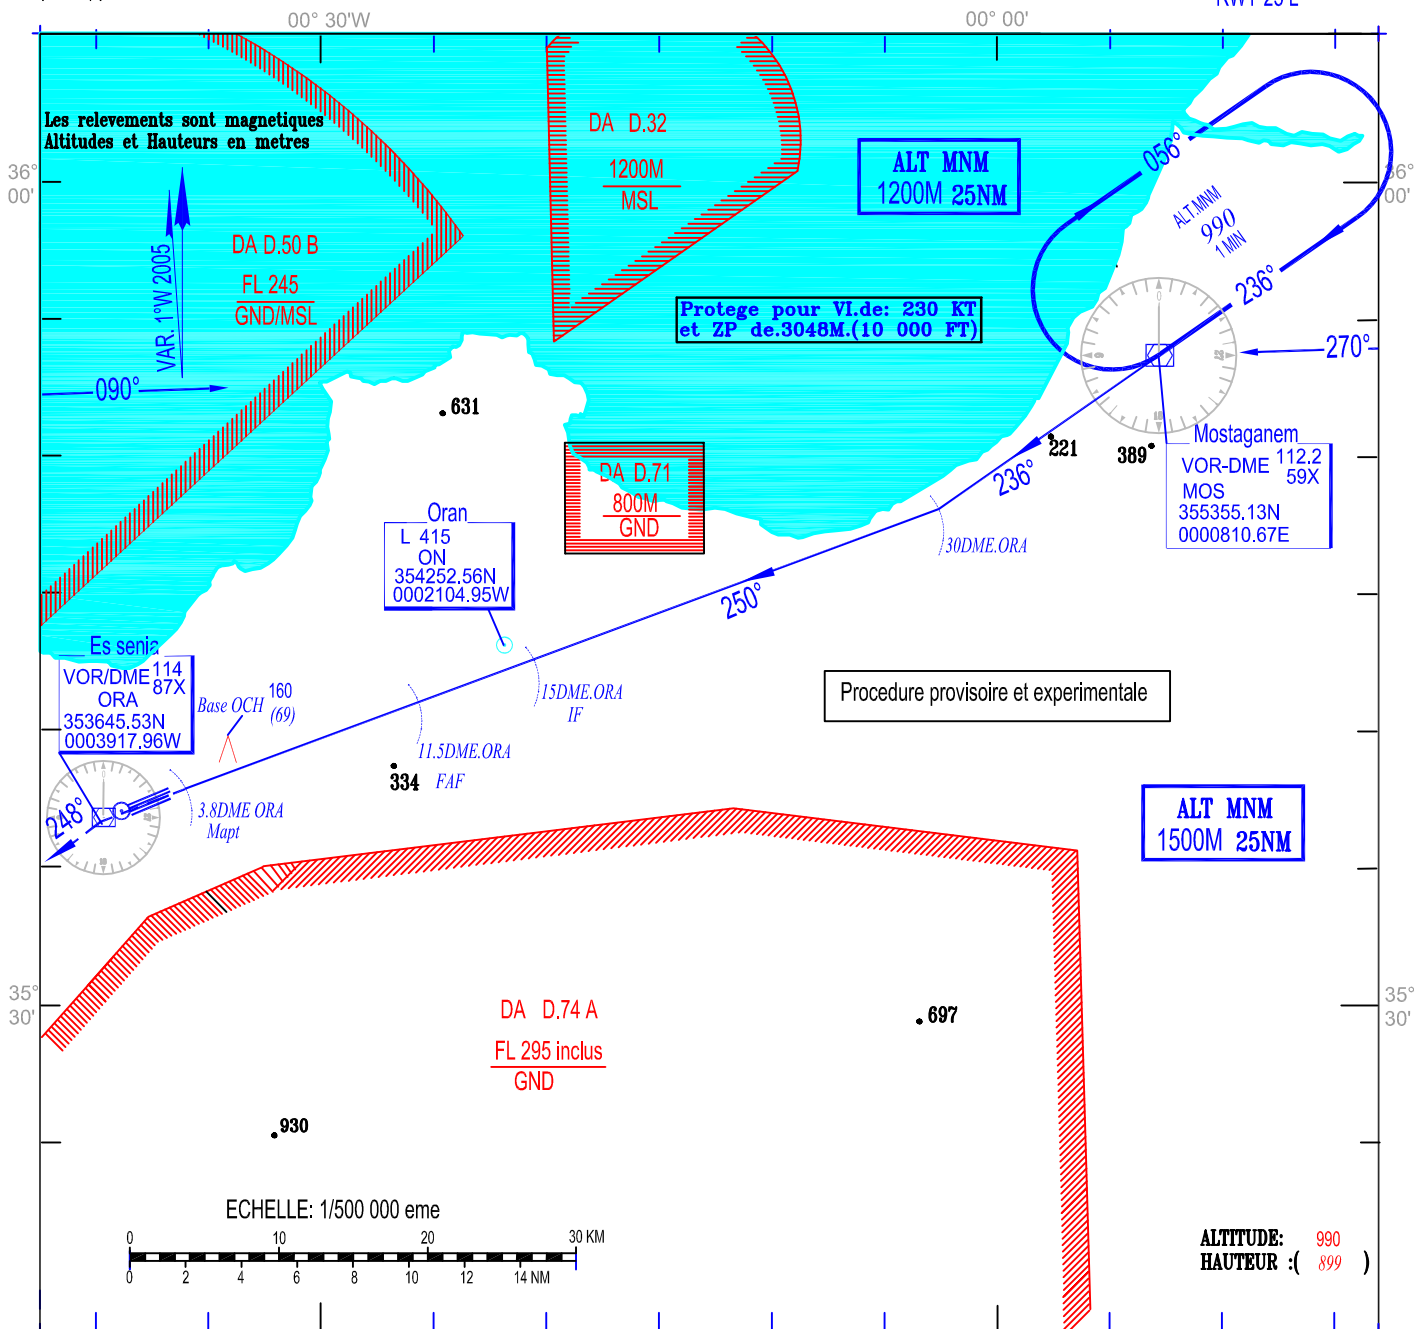 00° 30'W
00° 00'
Les relevements sont magnetiques
Altitudes et Hauteurs en metres
36°
00'
36°
00'
DA D.32
1200M
MSL
ALT MNM
1200M 25NM
056°
ALT.MNM
990
1 MIN
236°
DA D.50 B
FL 245
GND/MSL
VAR. 1°W 2005
Protege pour VI.de: 230 KT
et ZP de.3048M.(10 000 FT)
270°
090°
631
221
389
236°
Mostaganem
VOR-DME 112.2
59X
MOS
355355.13N
0000810.67E
DA D.71
800M
GND
Oran
L 415
ON
354252.56N
0002104.95W
30DME.ORA
250°
Es senia
VOR/DME 114
87X
ORA
353645.53N
0003917.96W
Base OCH 160
(69)
15DME.ORA
IF
Procedure provisoire et experimentale
11.5DME.ORA
FAF
334
3.8DME ORA
Mapt
248°
ALT MNM
1500M 25NM
35°
30'
35°
30'
DA D.74 A
FL 295 inclus
GND
697
930
ECHELLE: 1/500 000 eme
0 10 20 30 KM
0 2 4 6 8 10 12 14 NM
ALTITUDE: 990
HAUTEUR :( 899 )